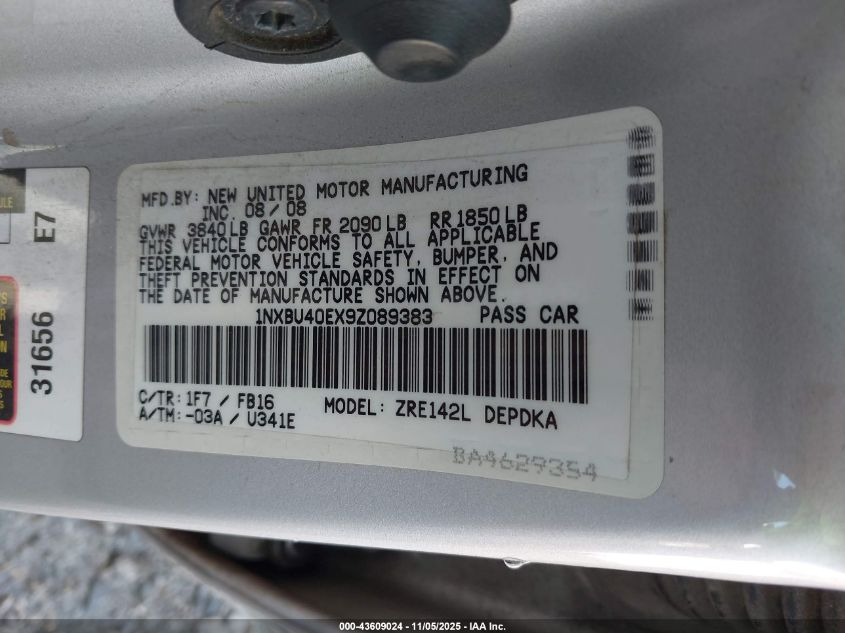 MFD.BY: NEW UNITED MOTOR MANUFACTURING
INC. 08/08
GVWR 3840LB GAWR FR 2090LB RR1850LB
THIS VEHICLE CONFORMS TO ALL APPLICABLE
FEDERAL MOTOR VEHICLE SAFETY, BUMPER, AND
THEFT PREVENTION STANDARDS IN EFFECT ON
THE DATE OF MANUFACTURE SHOWN ABOVE.
1NXBU40EX9Z089383 PASS CAR
C/TR: 1F7 / FB16
A/TM: -03A / U341E
MODEL: ZRE142L DEPDKA
BA4629354
31656 E7
000-43609024 - 11/05/2025 - IAA Inc.